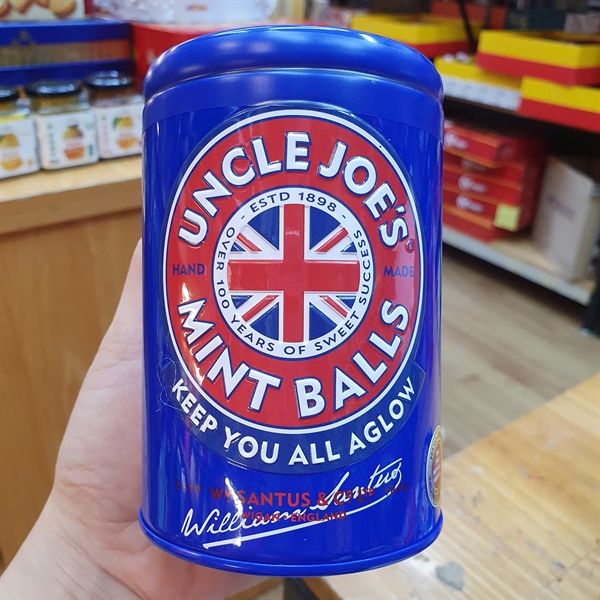 UNCLE JOE'S
ESTD 1898
OVER 100 YEARS OF SWEET SUCCESS
HAND MADE
MINT BALLS
KEEP YOU ALL AGLOW
WM SANTUS & CO LTD
WIGAN · ENGLAND
William Santus